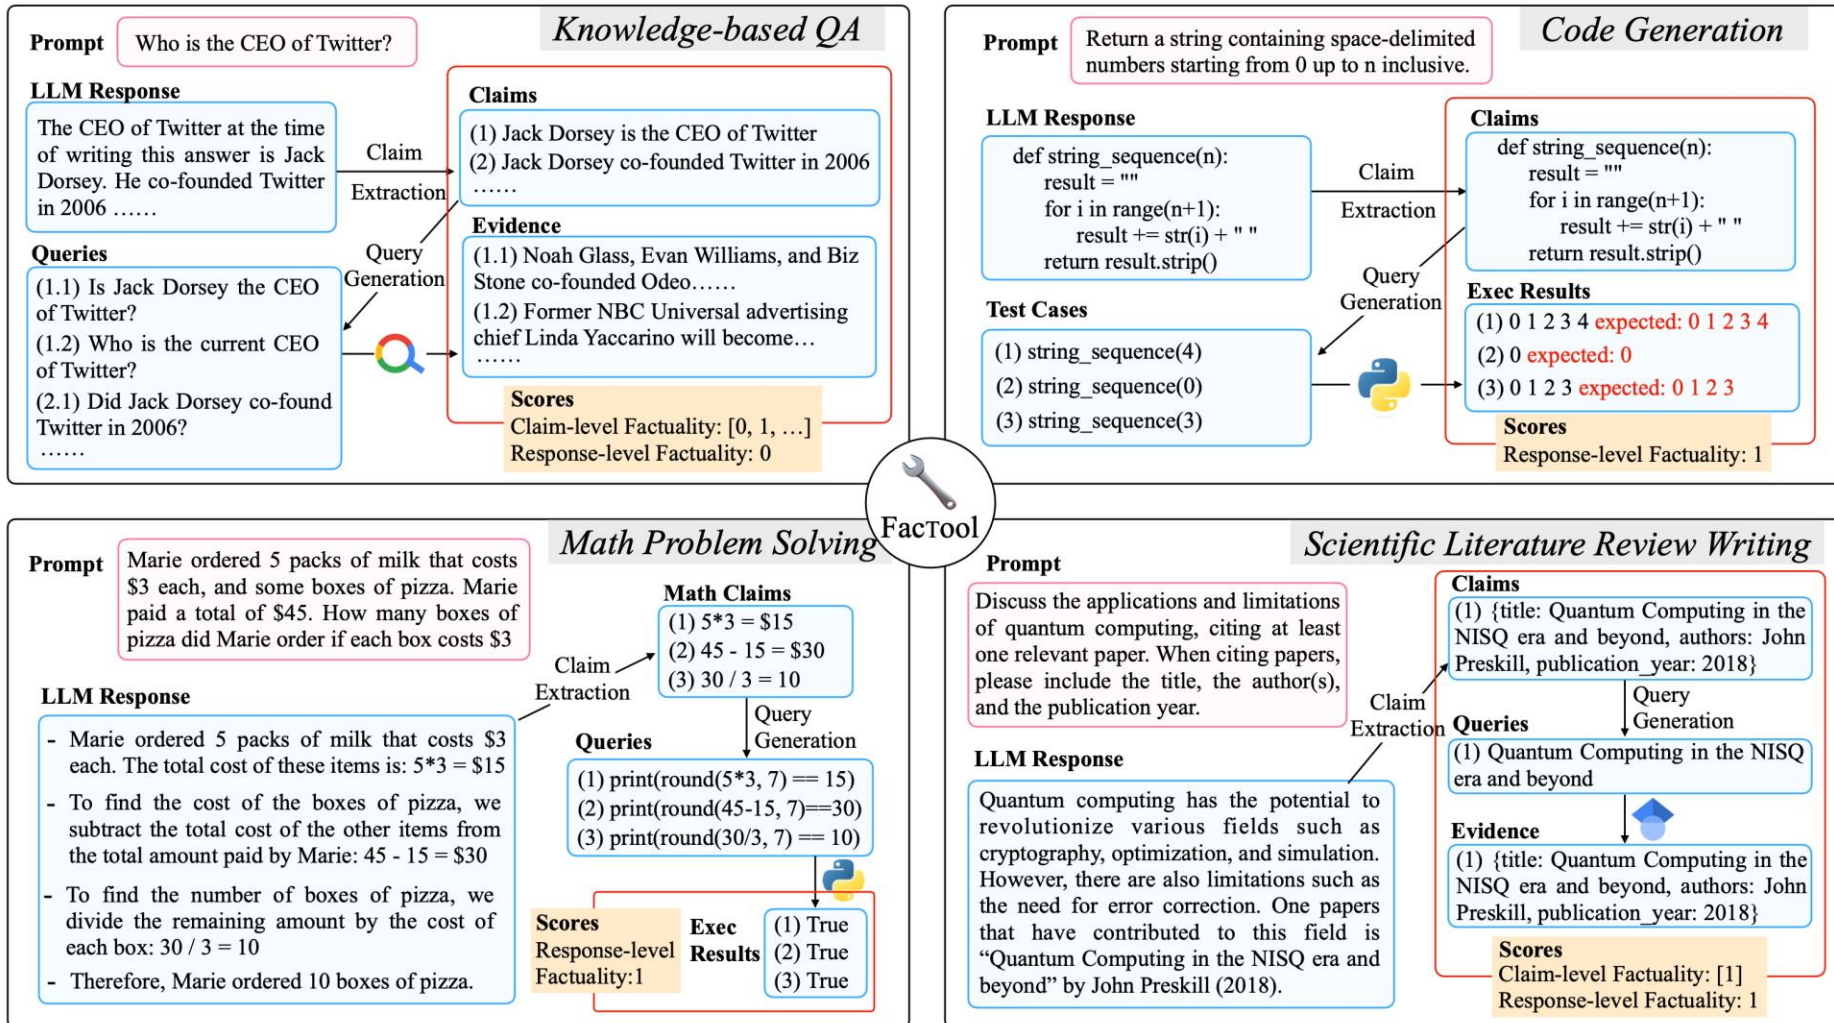 Knowledge-based QA
Prompt
Who is the CEO of Twitter?
LLM Response
The CEO of Twitter at the time
of writing this answer is Jack
Dorsey. He co-founded Twitter
in 2006 ……
Claim
Extraction
Claims
(1) Jack Dorsey is the CEO of Twitter
(2) Jack Dorsey co-founded Twitter in 2006
……
Query
Generation
Queries
(1.1) Is Jack Dorsey the CEO
of Twitter?
(1.2) Who is the current CEO
of Twitter?
(2.1) Did Jack Dorsey co-found
Twitter in 2006?
……
Evidence
(1.1) Noah Glass, Evan Williams, and Biz
Stone co-founded Odeo……
(1.2) Former NBC Universal advertising
chief Linda Yaccarino will become…
……
Scores
Claim-level Factuality: [0, 1, …]
Response-level Factuality: 0
Code Generation
Prompt
Return a string containing space-delimited
numbers starting from 0 up to n inclusive.
LLM Response
def string_sequence(n):
result = ""
for i in range(n+1):
result += str(i) + " "
return result.strip()
Claim
Extraction
Claims
def string_sequence(n):
result = ""
for i in range(n+1):
result += str(i) + " "
return result.strip()
Query
Generation
Test Cases
(1) string_sequence(4)
(2) string_sequence(0)
(3) string_sequence(3)
Exec Results
(1) 0 1 2 3 4 expected: 0 1 2 3 4
(2) 0 expected: 0
(3) 0 1 2 3 expected: 0 1 2 3
Scores
Response-level Factuality: 1
FacTool
Math Problem Solving
Prompt
Marie ordered 5 packs of milk that costs
$3 each, and some boxes of pizza. Marie
paid a total of $45. How many boxes of
pizza did Marie order if each box costs $3
LLM Response
- Marie ordered 5 packs of milk that costs $3
each. The total cost of these items is: 5*3 = $15
- To find the cost of the boxes of pizza, we
subtract the total cost of the other items from
the total amount paid by Marie: 45 - 15 = $30
- To find the number of boxes of pizza, we
divide the remaining amount by the cost of
each box: 30 / 3 = 10
- Therefore, Marie ordered 10 boxes of pizza.
Claim
Extraction
Math Claims
(1) 5*3 = $15
(2) 45 - 15 = $30
(3) 30 / 3 = 10
Query
Generation
Queries
(1) print(round(5*3, 7) == 15)
(2) print(round(45-15, 7)==30)
(3) print(round(30/3, 7) == 10)
Scores
Response-level
Factuality:1
Exec
Results
(1) True
(2) True
(3) True
Scientific Literature Review Writing
Prompt
Discuss the applications and limitations
of quantum computing, citing at least
one relevant paper. When citing papers,
please include the title, the author(s),
and the publication year.
LLM Response
Quantum computing has the potential to
revolutionize various fields such as
cryptography, optimization, and simulation.
However, there are also limitations such as
the need for error correction. One papers
that have contributed to this field is
“Quantum Computing in the NISQ era and
beyond” by John Preskill (2018).
Claim
Extraction
Claims
(1) {title: Quantum Computing in the
NISQ era and beyond, authors: John
Preskill, publication_year: 2018}
Query
Generation
Queries
(1) Quantum Computing in the NISQ
era and beyond
Evidence
(1) {title: Quantum Computing in the
NISQ era and beyond, authors: John
Preskill, publication_year: 2018}
Scores
Claim-level Factuality: [1]
Response-level Factuality: 1